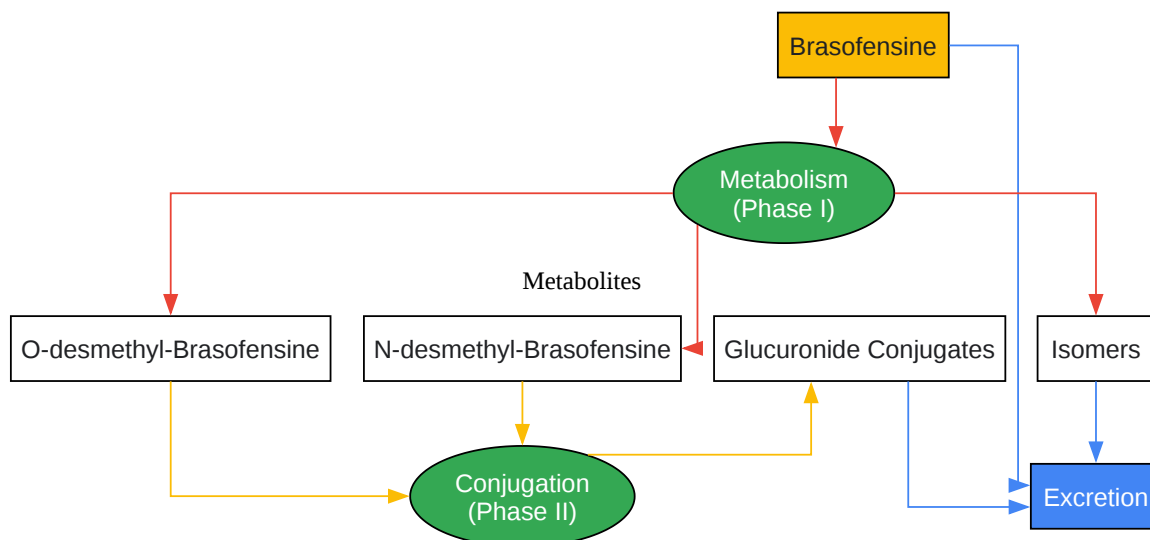 Brasofensine
Metabolism
(Phase I)
Metabolites
O-desmethyl-Brasofensine
N-desmethyl-Brasofensine
Glucuronide Conjugates
Isomers
Conjugation
(Phase II)
Excretion